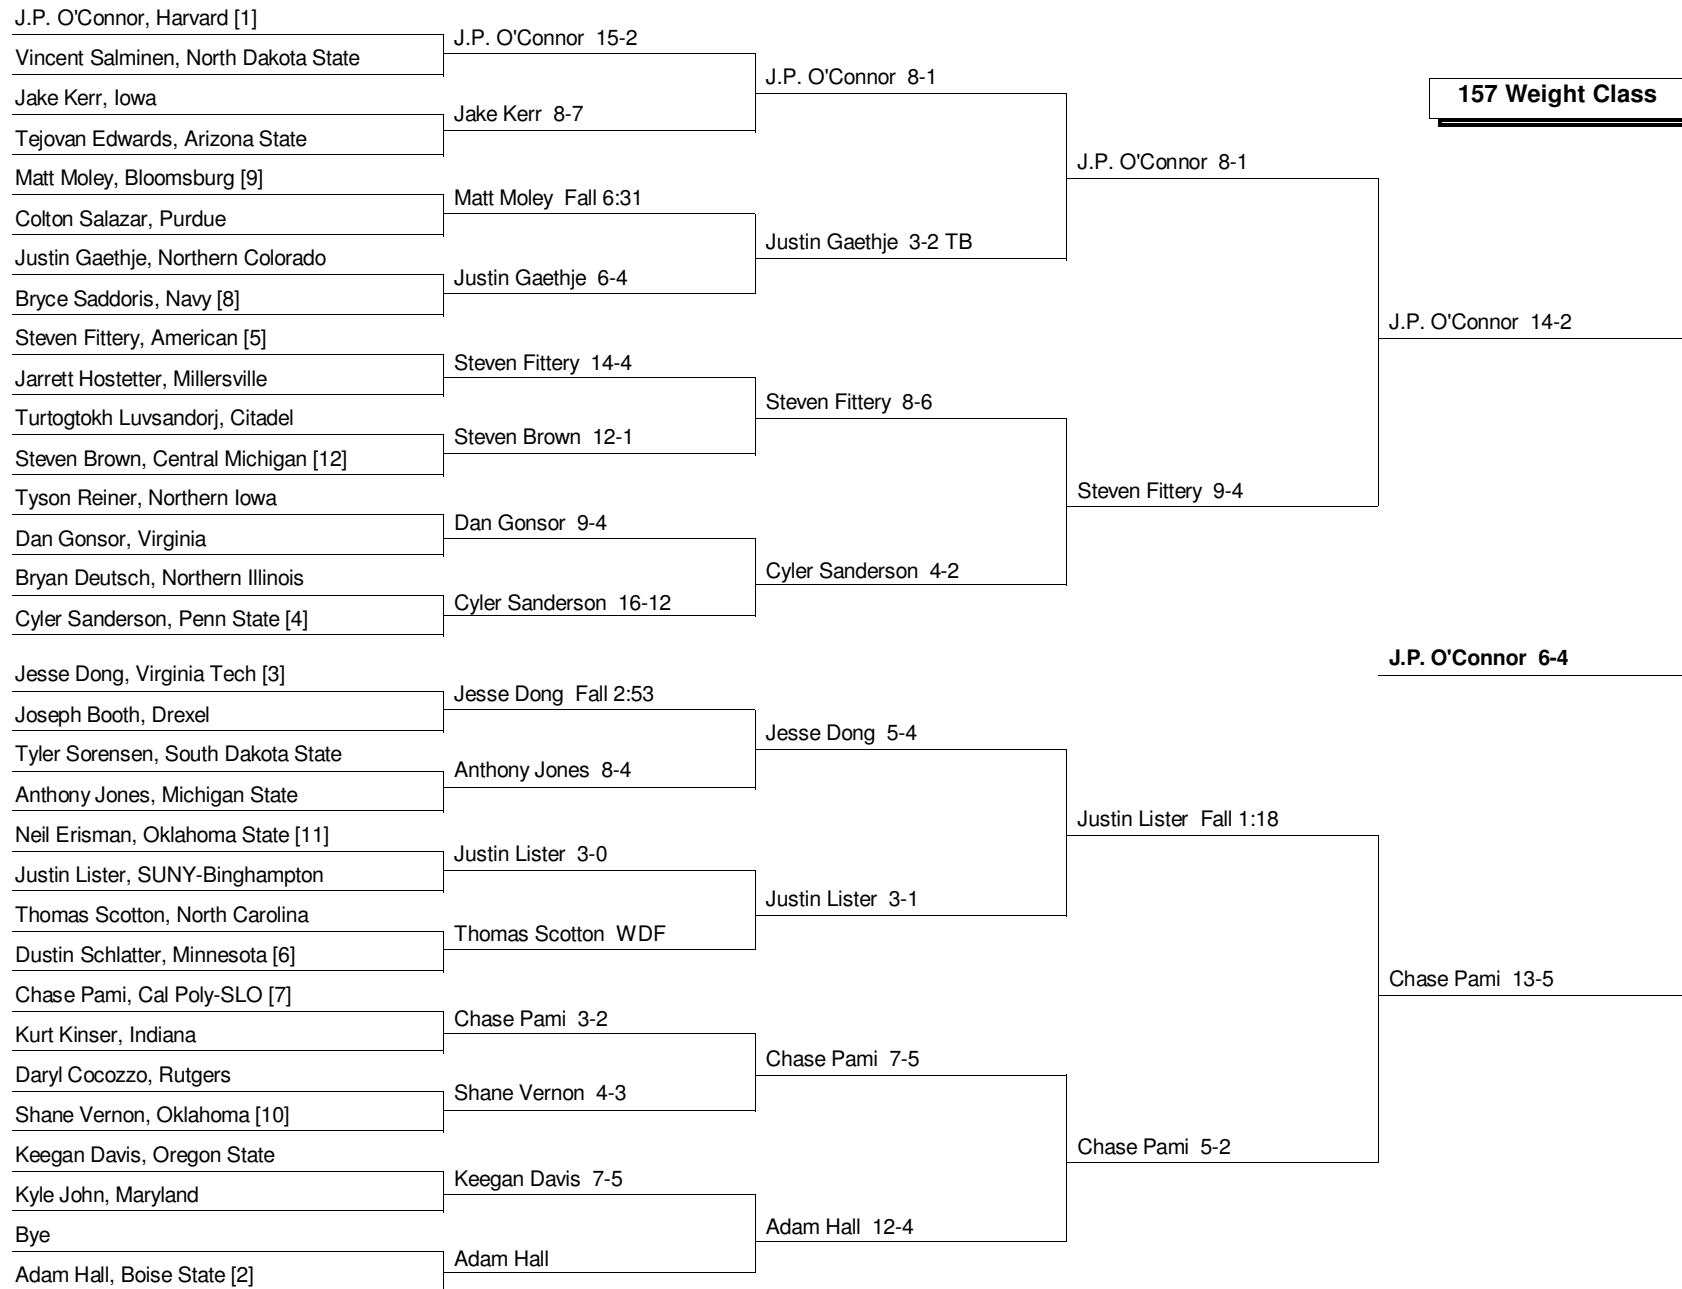 J.P. O'Connor, Harvard [1]
Vincent Salminen, North Dakota State
Jake Kerr, Iowa
Tejovan Edwards, Arizona State
Matt Moley, Bloomsburg [9]
Colton Salazar, Purdue
Justin Gaethje, Northern Colorado
Bryce Saddoris, Navy [8]
Steven Fittery, American [5]
Jarrett Hostetter, Millersville
Turtogtokh Luvsandorj, Citadel
Steven Brown, Central Michigan [12]
Tyson Reiner, Northern Iowa
Dan Gonsor, Virginia
Bryan Deutsch, Northern Illinois
Cyler Sanderson, Penn State [4]
Jesse Dong, Virginia Tech [3]
Joseph Booth, Drexel
Tyler Sorensen, South Dakota State
Anthony Jones, Michigan State
Neil Erisman, Oklahoma State [11]
Justin Lister, SUNY-Binghampton
Thomas Scotton, North Carolina
Dustin Schlatter, Minnesota [6]
Chase Pami, Cal Poly-SLO [7]
Kurt Kinser, Indiana
Daryl Cocozzo, Rutgers
Shane Vernon, Oklahoma [10]
Keegan Davis, Oregon State
Kyle John, Maryland
Bye
Adam Hall, Boise State [2]
J.P. O'Connor 15-2
Jake Kerr 8-7
Matt Moley Fall 6:31
Justin Gaethje 6-4
Steven Fittery 14-4
Steven Brown 12-1
Dan Gonsor 9-4
Cyler Sanderson 16-12
Jesse Dong Fall 2:53
Anthony Jones 8-4
Justin Lister 3-0
Thomas Scotton WDF
Chase Pami 3-2
Shane Vernon 4-3
Keegan Davis 7-5
Adam Hall
J.P. O'Connor 8-1
Justin Gaethje 3-2 TB
Steven Fittery 8-6
Cyler Sanderson 4-2
Jesse Dong 5-4
Justin Lister 3-1
Chase Pami 7-5
Adam Hall 12-4
J.P. O'Connor 8-1
Steven Fittery 9-4
Justin Lister Fall 1:18
Chase Pami 5-2
157 Weight Class
J.P. O'Connor 14-2
J.P. O'Connor 6-4
Chase Pami 13-5